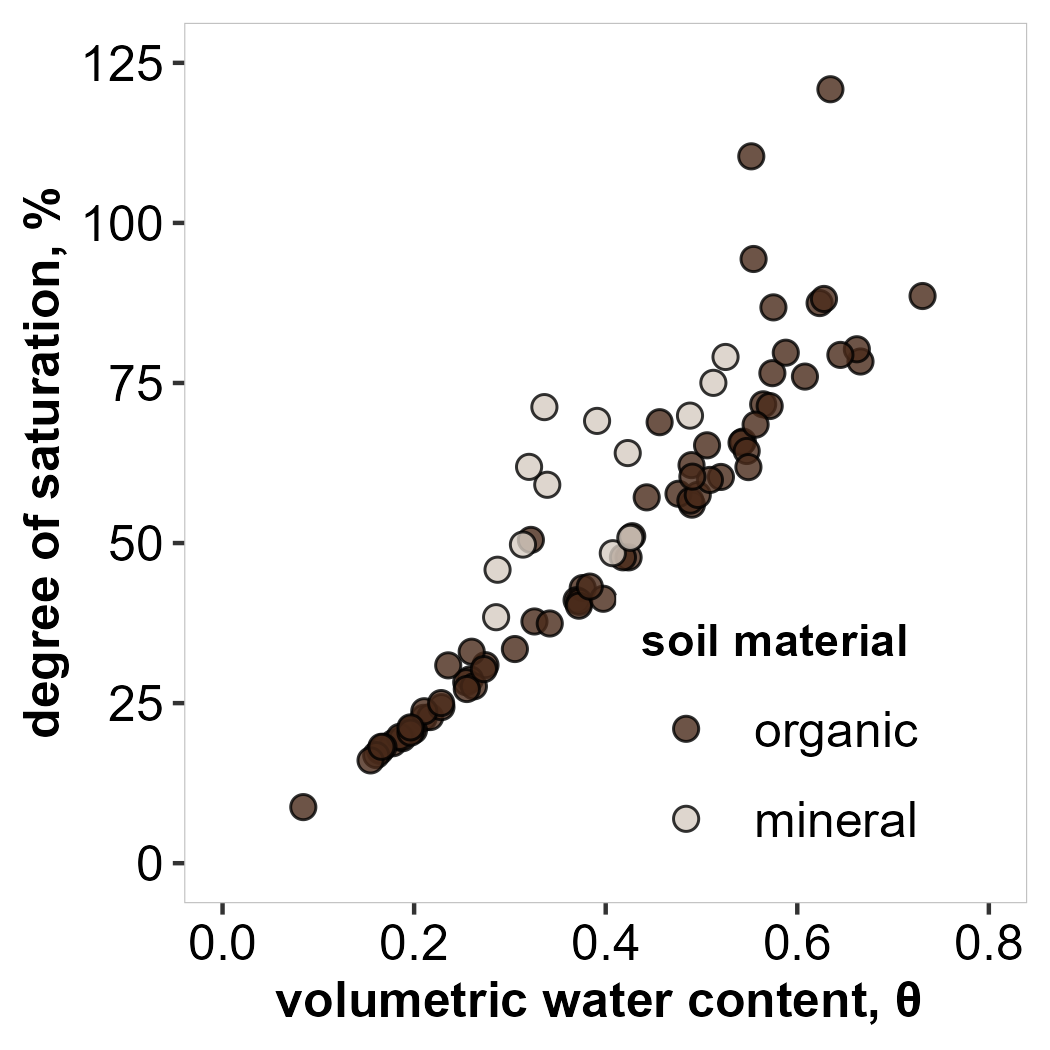 125
100
75
50
25
0
degree of saturation, %
soil material
organic
mineral
0.0 0.2 0.4 0.6 0.8
volumetric water content, θ